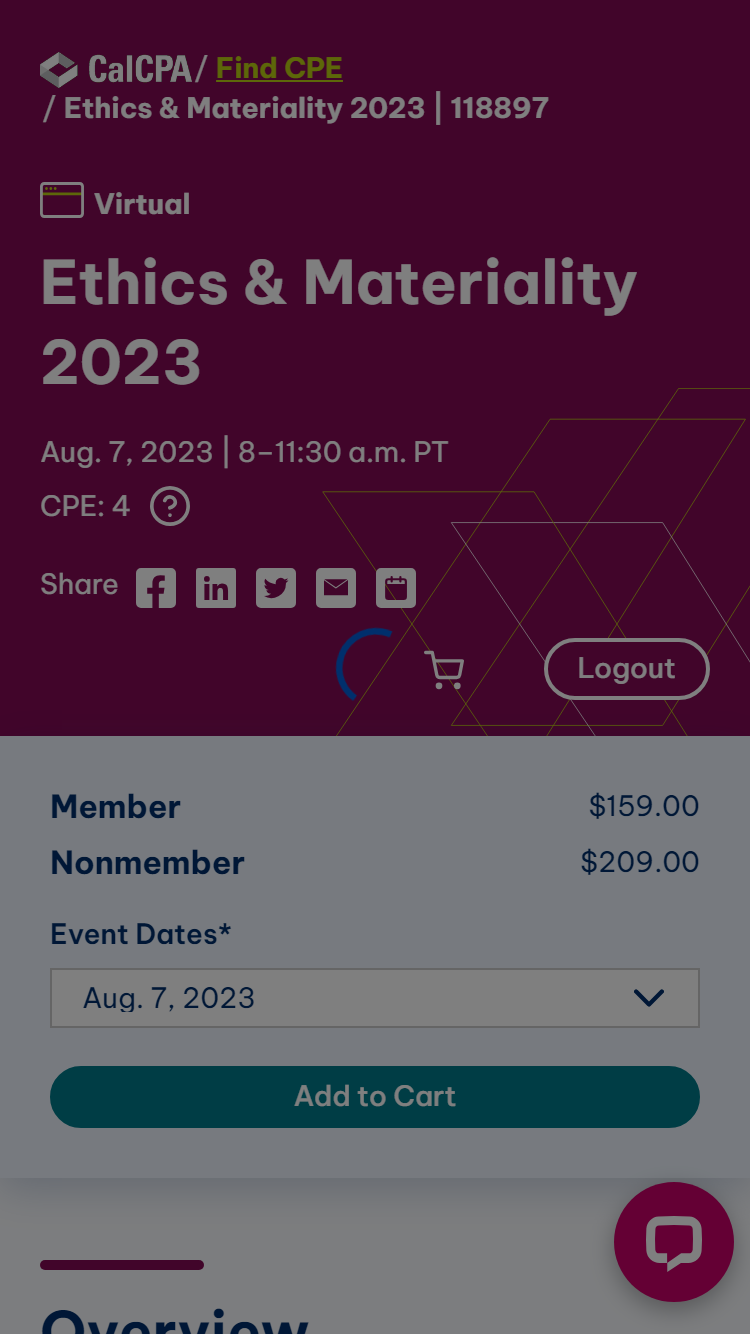 CalCPA / Find CPE
/ Ethics & Materiality 2023 | 118897
Virtual
Ethics & Materiality
2023
Aug. 7, 2023 | 8–11:30 a.m. PT
CPE: 4 ?
Share
Logout
Member $159.00
Nonmember $209.00
Event Dates*
Aug. 7, 2023
Add to Cart
Overview